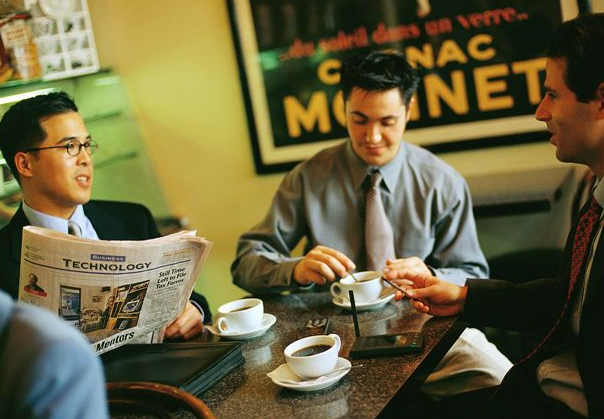 ...du soleil dans un verre..
COGNAC
MONNET
BUSINESS
TECHNOLOGY
Still Time
Left to File
Tax Forms
Mentors